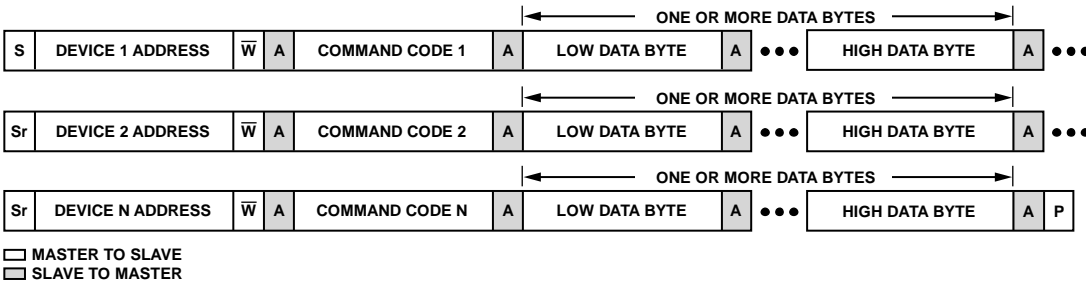 ONE OR MORE DATA BYTES
S DEVICE 1 ADDRESS W̅ A COMMAND CODE 1 A LOW DATA BYTE A ••• HIGH DATA BYTE A •••
ONE OR MORE DATA BYTES
Sr DEVICE 2 ADDRESS W̅ A COMMAND CODE 2 A LOW DATA BYTE A ••• HIGH DATA BYTE A •••
ONE OR MORE DATA BYTES
Sr DEVICE N ADDRESS W̅ A COMMAND CODE N A LOW DATA BYTE A ••• HIGH DATA BYTE A P
MASTER TO SLAVE
SLAVE TO MASTER